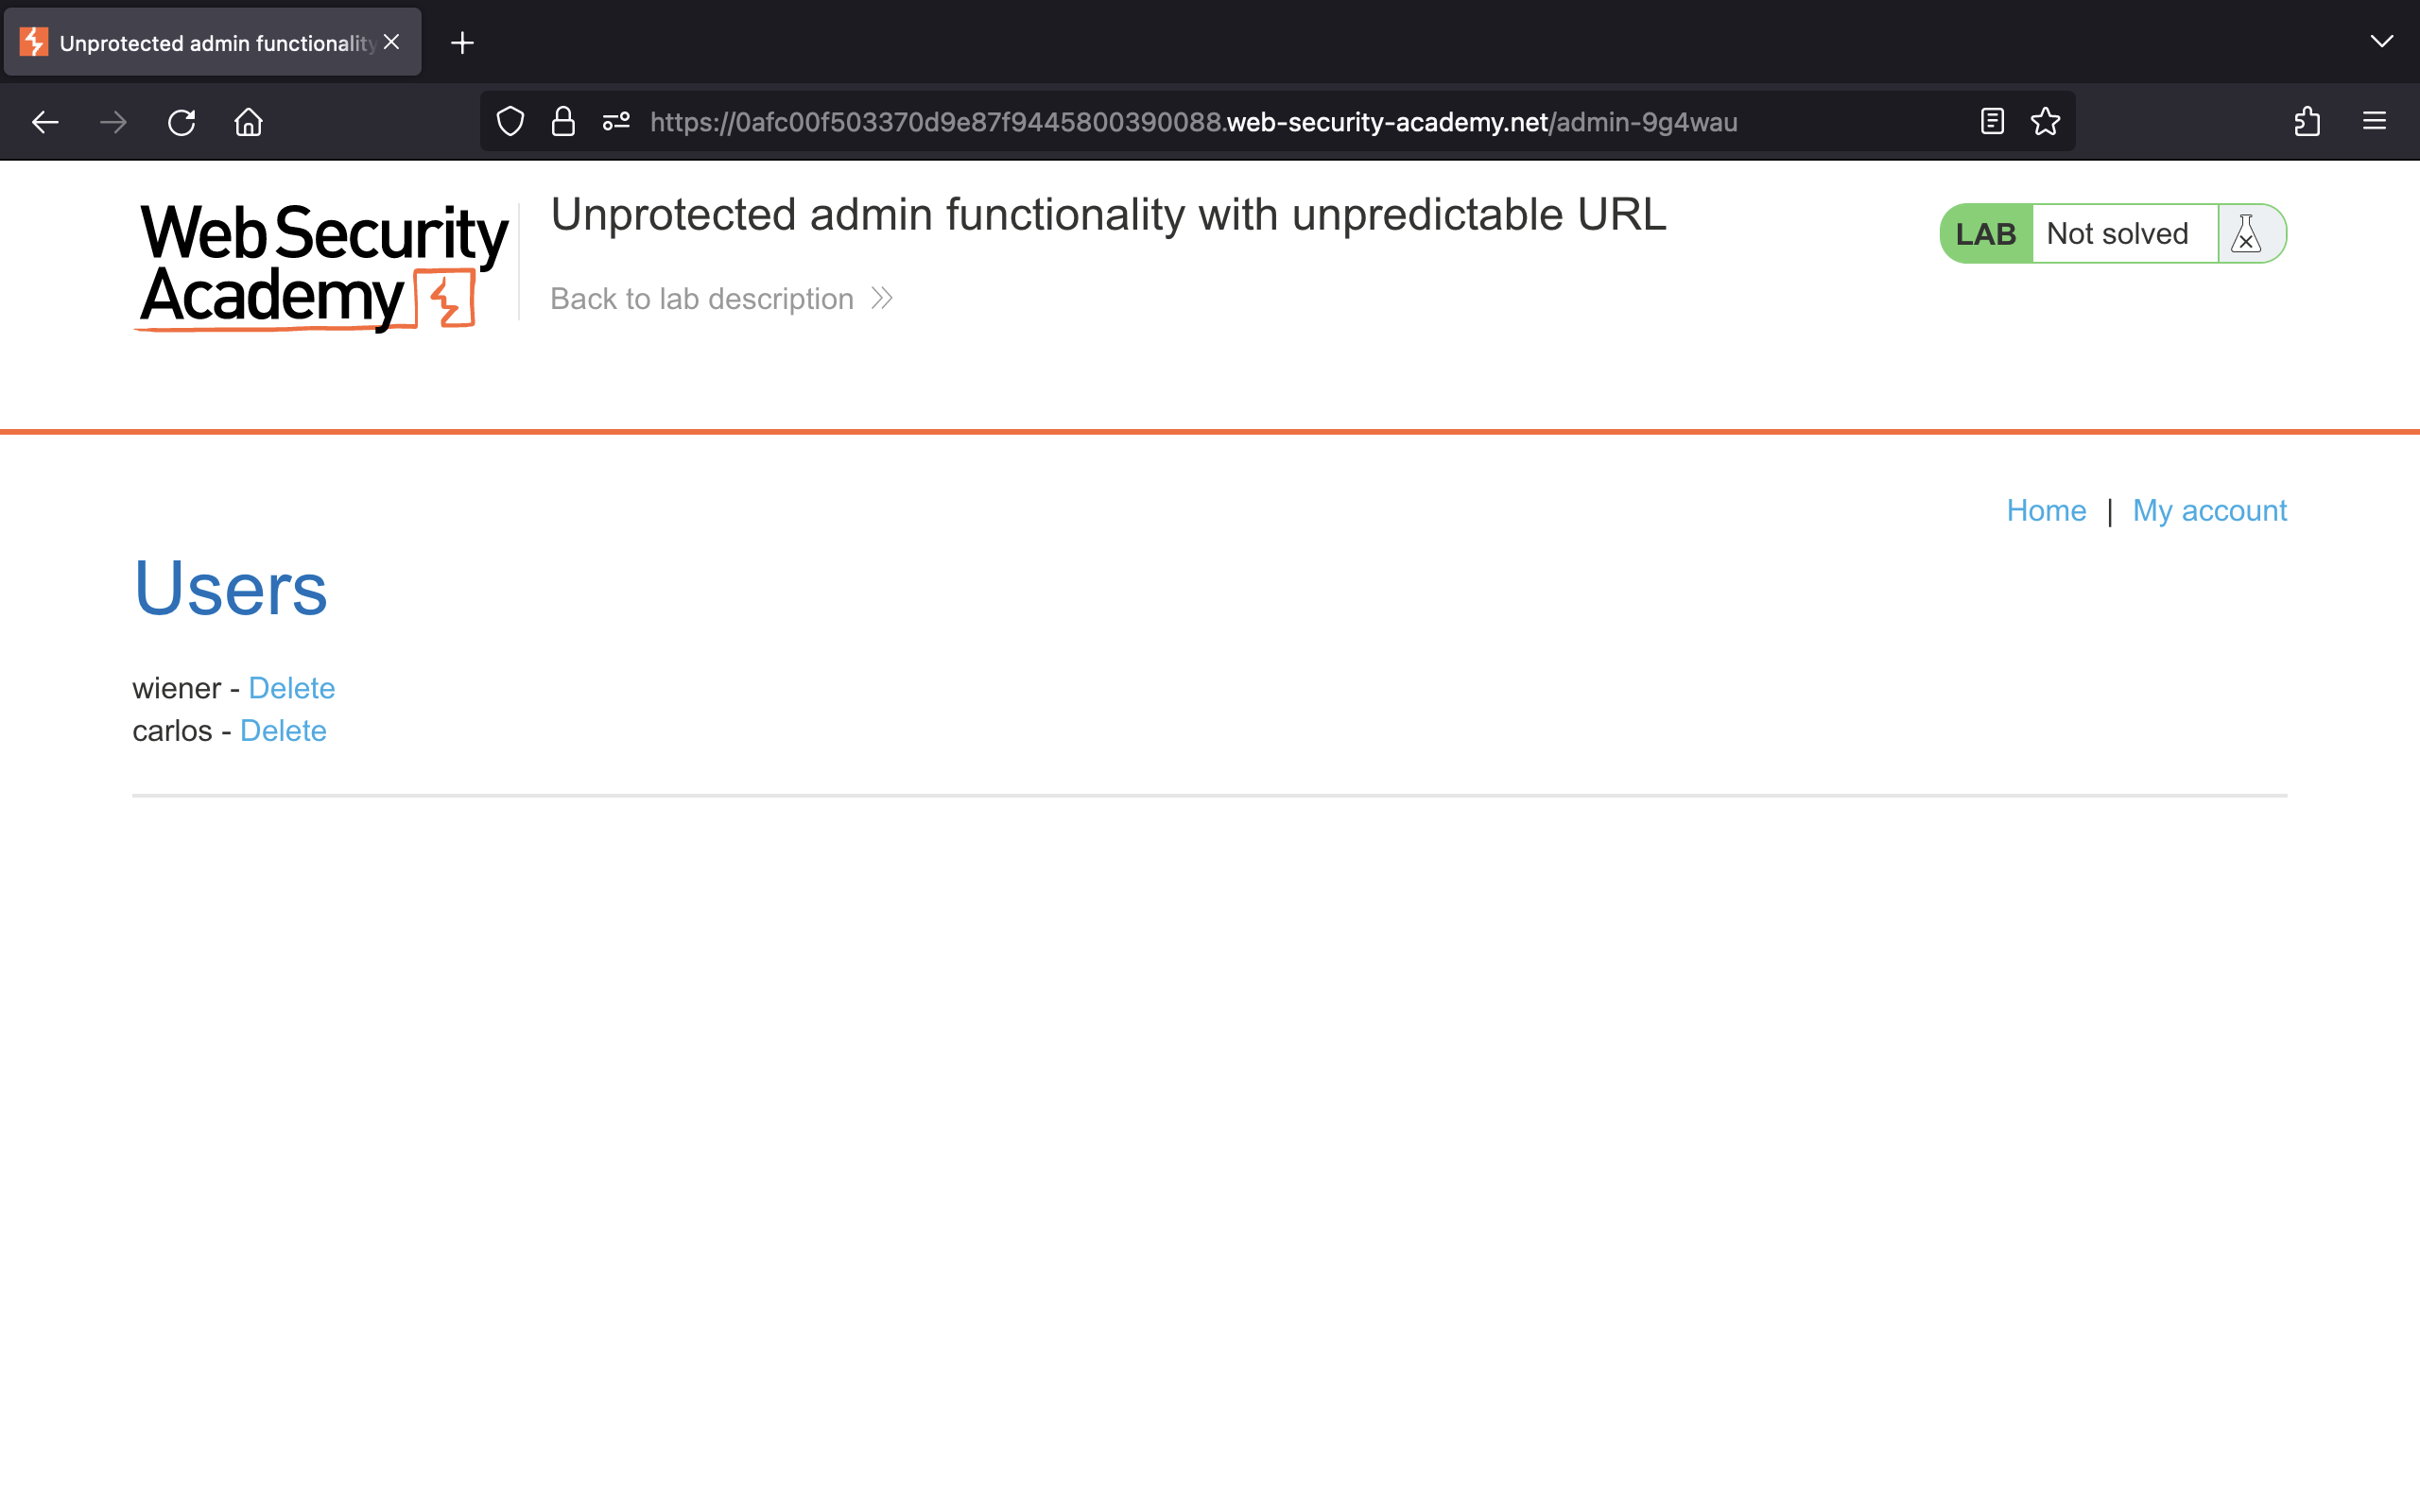 Unprotected admin functionality
https://0afc00f503370d9e87f9445800390088.web-security-academy.net/admin-9g4wau
Web Security
Academy
Unprotected admin functionality with unpredictable URL
Back to lab description
LAB Not solved
Home | My account
Users
wiener - Delete
carlos - Delete